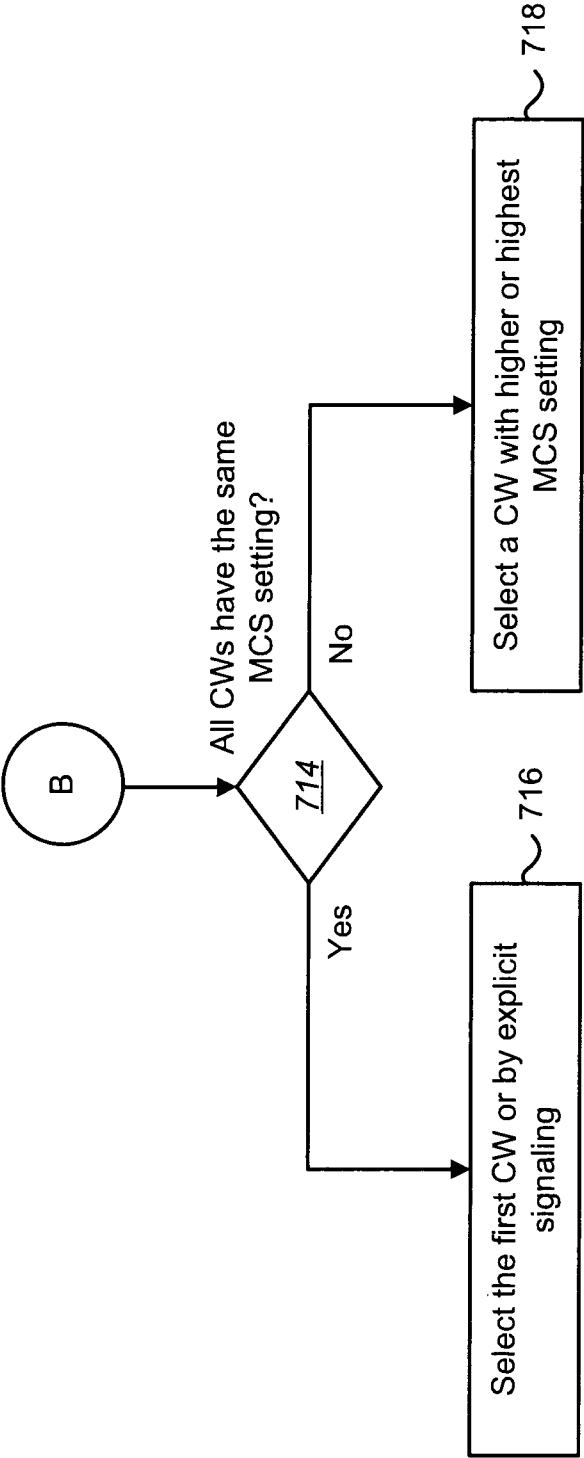 B
All CWs have the same
MCS setting?
714
Yes
No
Select the first CW or by explicit
signaling
716
Select a CW with higher or highest
MCS setting
718